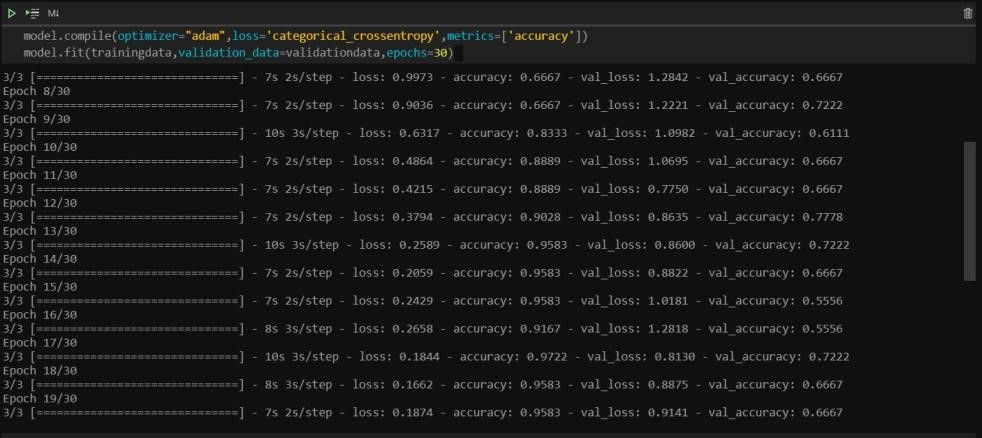 M↓
model.compile(optimizer="adam",loss='categorical_crossentropy',metrics=['accuracy'])
model.fit(trainingdata,validation_data=validationdata,epochs=30)
3/3 [==============================] - 7s 2s/step - loss: 0.9973 - accuracy: 0.6667 - val_loss: 1.2842 - val_accuracy: 0.6667
Epoch 8/30
3/3 [==============================] - 7s 2s/step - loss: 0.9036 - accuracy: 0.6667 - val_loss: 1.2221 - val_accuracy: 0.7222
Epoch 9/30
3/3 [==============================] - 10s 3s/step - loss: 0.6317 - accuracy: 0.8333 - val_loss: 1.0982 - val_accuracy: 0.6111
Epoch 10/30
3/3 [==============================] - 7s 2s/step - loss: 0.4864 - accuracy: 0.8889 - val_loss: 1.0695 - val_accuracy: 0.6667
Epoch 11/30
3/3 [==============================] - 7s 2s/step - loss: 0.4215 - accuracy: 0.8889 - val_loss: 0.7750 - val_accuracy: 0.6667
Epoch 12/30
3/3 [==============================] - 7s 2s/step - loss: 0.3794 - accuracy: 0.9028 - val_loss: 0.8635 - val_accuracy: 0.7778
Epoch 13/30
3/3 [==============================] - 10s 3s/step - loss: 0.2589 - accuracy: 0.9583 - val_loss: 0.8600 - val_accuracy: 0.7222
Epoch 14/30
3/3 [==============================] - 7s 2s/step - loss: 0.2059 - accuracy: 0.9583 - val_loss: 0.8822 - val_accuracy: 0.6667
Epoch 15/30
3/3 [==============================] - 7s 2s/step - loss: 0.2429 - accuracy: 0.9583 - val_loss: 1.0181 - val_accuracy: 0.5556
Epoch 16/30
3/3 [==============================] - 8s 3s/step - loss: 0.2658 - accuracy: 0.9167 - val_loss: 1.2818 - val_accuracy: 0.5556
Epoch 17/30
3/3 [==============================] - 10s 3s/step - loss: 0.1844 - accuracy: 0.9722 - val_loss: 0.8130 - val_accuracy: 0.7222
Epoch 18/30
3/3 [==============================] - 8s 3s/step - loss: 0.1662 - accuracy: 0.9583 - val_loss: 0.8875 - val_accuracy: 0.6667
Epoch 19/30
3/3 [==============================] - 7s 2s/step - loss: 0.1874 - accuracy: 0.9583 - val_loss: 0.9141 - val_accuracy: 0.6667